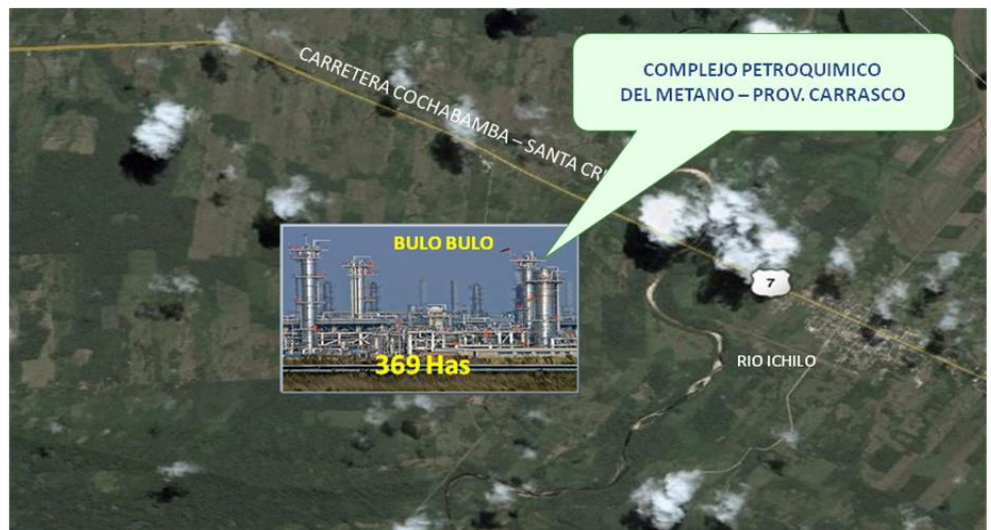 COMPLEJO PETROQUIMICO
DEL METANO – PROV. CARRASCO
CARRETERA COCHABAMBA – SANTA CR
BULO BULO
369 Has
7
RIO ICHILO